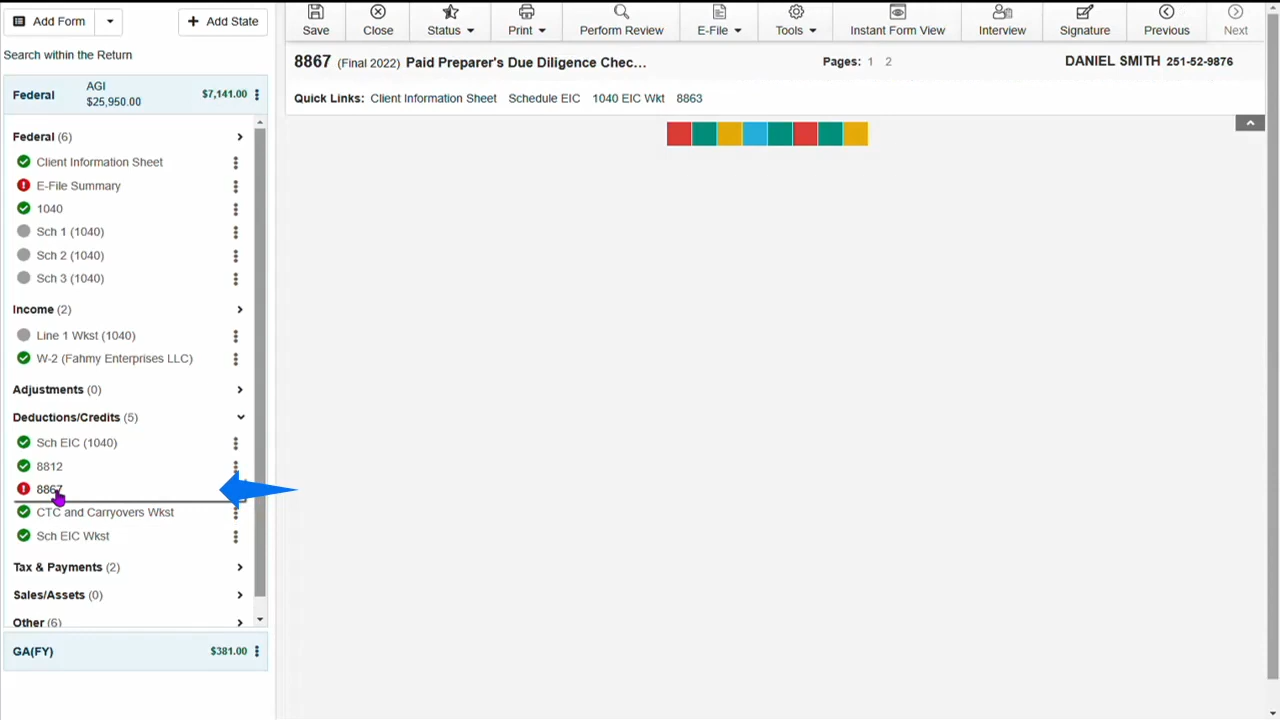 Add Form
Add State
Search within the Return
Federal AGI $25,950.00 $7,141.00
Federal (6)
Client Information Sheet
E-File Summary
1040
Sch 1 (1040)
Sch 2 (1040)
Sch 3 (1040)
Income (2)
Line 1 Wkst (1040)
W-2 (Fahmy Enterprises LLC)
Adjustments (0)
Deductions/Credits (5)
Sch EIC (1040)
8812
8867
CTC and Carryovers Wkst
Sch EIC Wkst
Tax & Payments (2)
Sales/Assets (0)
Other (6)
GA(FY) $381.00
Save Close Status Print Perform Review E-File Tools Instant Form View Interview Signature Previous Next
8867 (Final 2022) Paid Preparer's Due Diligence Chec... Pages: 1 2 DANIEL SMITH 251-52-9876
Quick Links: Client Information Sheet Schedule EIC 1040 EIC Wkt 8863